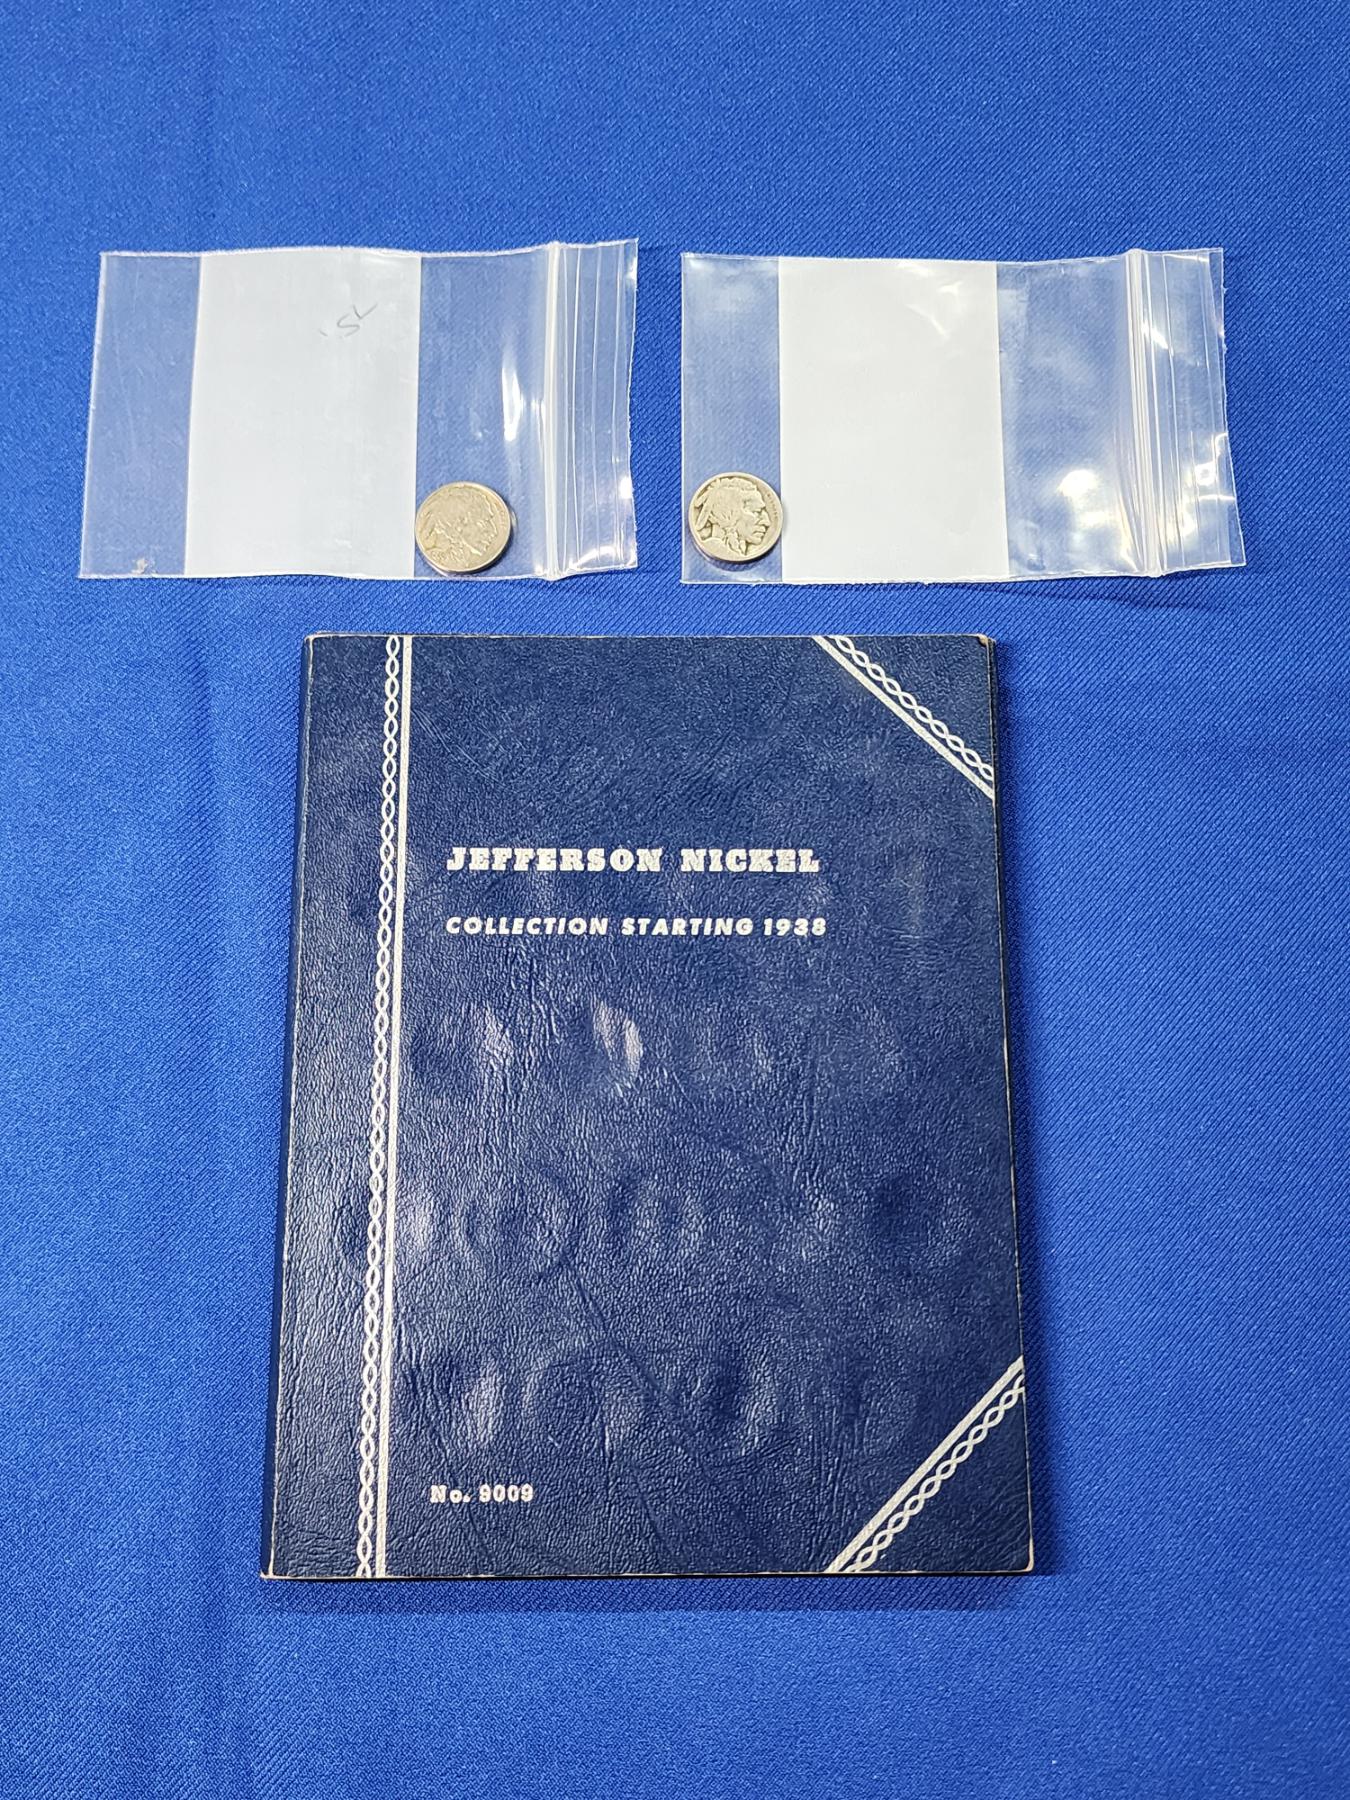 JEFFERSON NICKEL
COLLECTION STARTING 1938
No. 9009